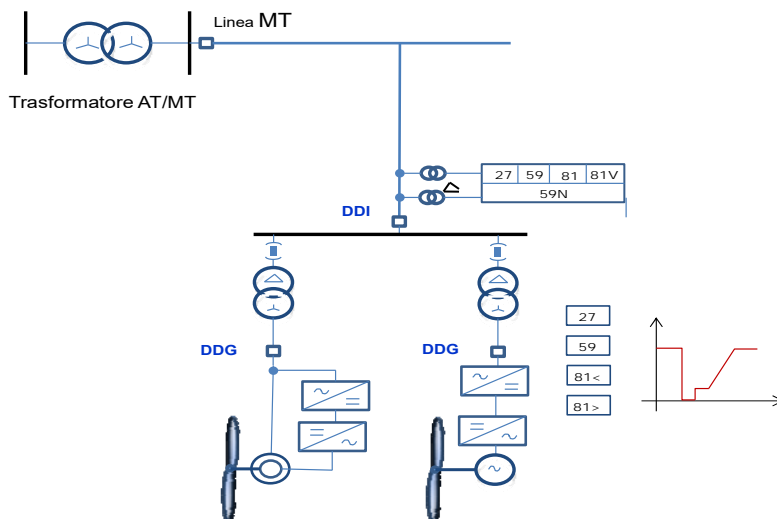 Linea MT
Trasformatore AT/MT
27 59 81 81V
59N
DDI
DDG
DDG
27
59
81<
81>